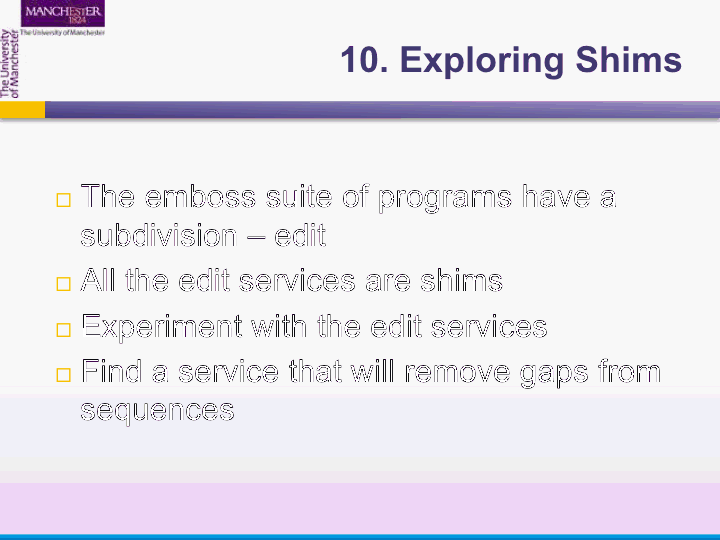 MANCHESTER
1824
The University of Manchester
The University
of Manchester
10. Exploring Shims
The emboss suite of programs have a
subdivision – edit
All the edit services are shims
Experiment with the edit services
Find a service that will remove gaps from
sequences